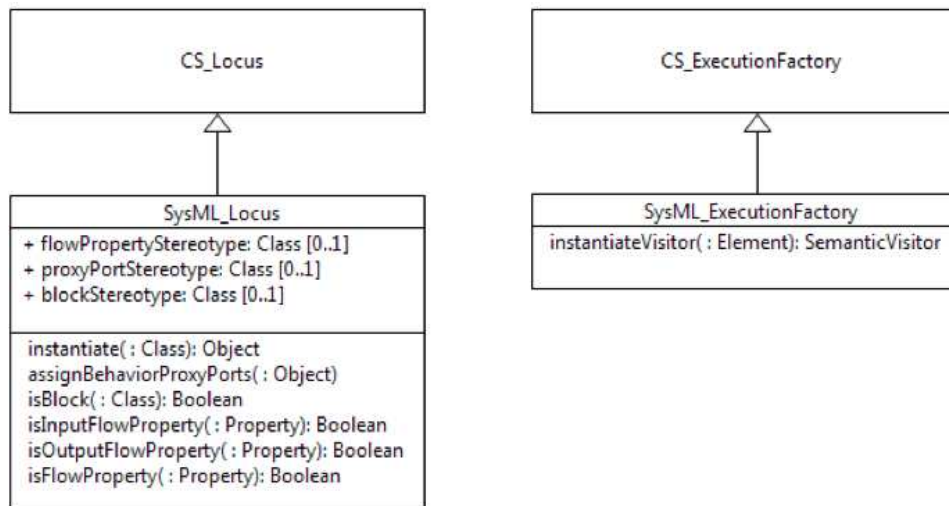 CS_Locus
CS_ExecutionFactory
SysML_Locus
+ flowPropertyStereotype: Class [0..1]
+ proxyPortStereotype: Class [0..1]
+ blockStereotype: Class [0..1]
instantiate( : Class): Object
assignBehaviorProxyPorts( : Object)
isBlock( : Class): Boolean
isInputFlowProperty( : Property): Boolean
isOutputFlowProperty( : Property): Boolean
isFlowProperty( : Property): Boolean
SysML_ExecutionFactory
instantiateVisitor( : Element): SemanticVisitor